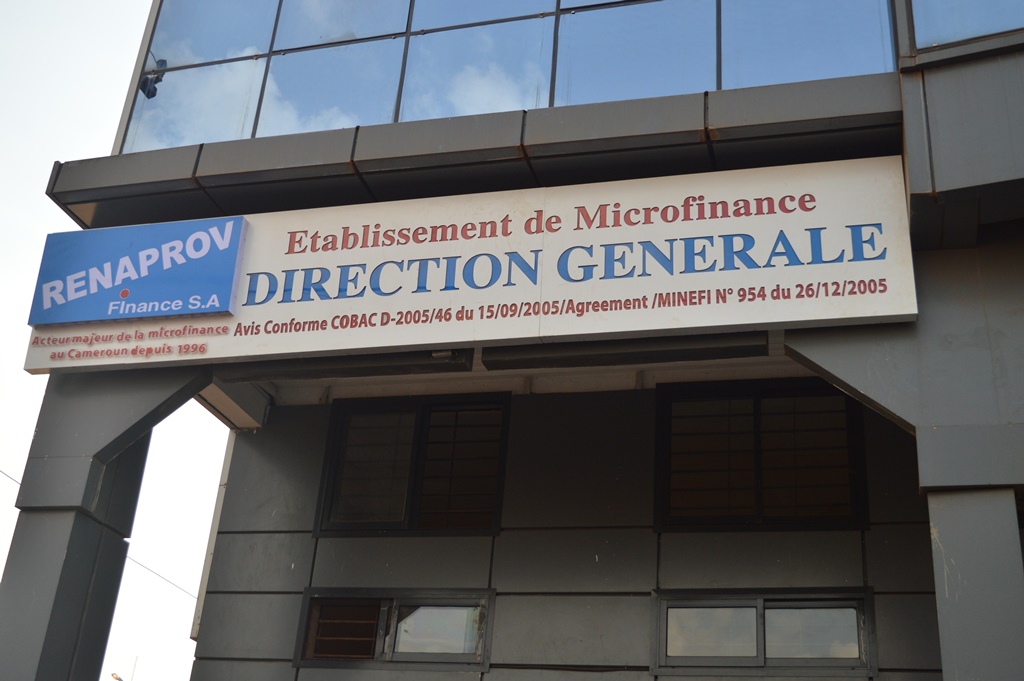 RENAPROV
Finance S.A
Acteur majeur de la microfinance
au Cameroun depuis 1996
Etablissement de Microfinance
DIRECTION GENERALE
Avis Conforme COBAC D-2005/46 du 15/09/2005/Agreement /MINEFI N° 954 du 26/12/2005